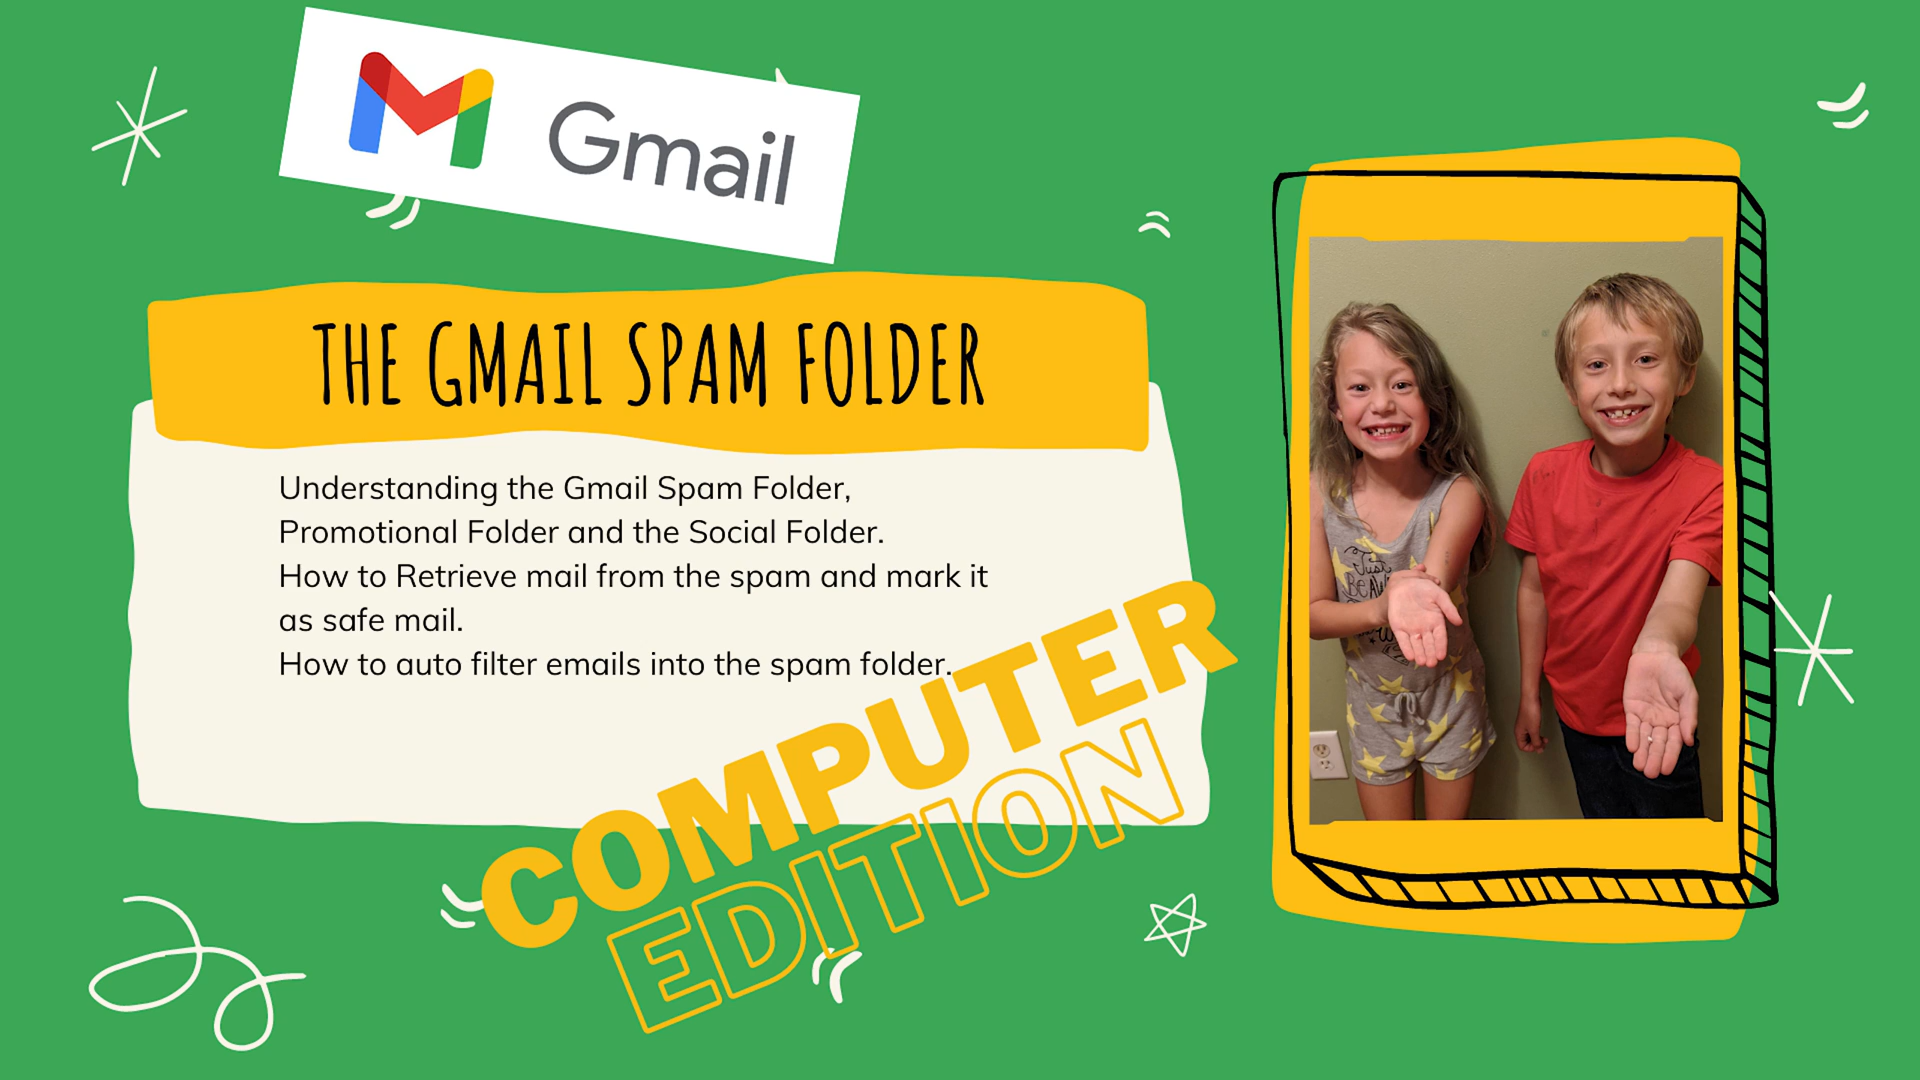 Gmail
THE GMAIL SPAM FOLDER
Understanding the Gmail Spam Folder,
Promotional Folder and the Social Folder.
How to Retrieve mail from the spam and mark it
as safe mail.
How to auto filter emails into the spam folder.
COMPUTER
EDITION
Just